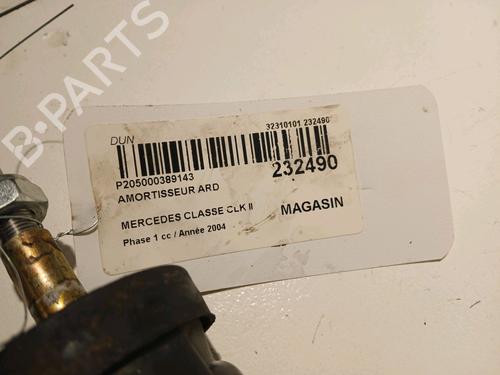 B-PARTS
DUN
32310101 232490
P205000389143
232490
AMORTISSEUR ARD
MERCEDES CLASSE CLK II
MAGASIN
Phase 1 cc / Année 2004